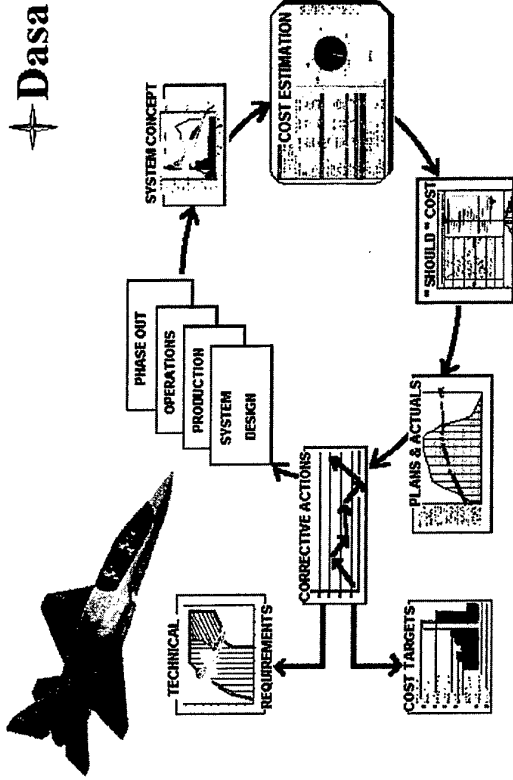 Dasa
SYSTEM CONCEPT
COST ESTIMATION
"SHOULD" COST
PLANS & ACTUALS
CORRECTIVE ACTIONS
TECHNICAL
REQUIREMENTS
COST TARGETS
PHASE OUT
OPERATIONS
PRODUCTION
SYSTEM
DESIGN